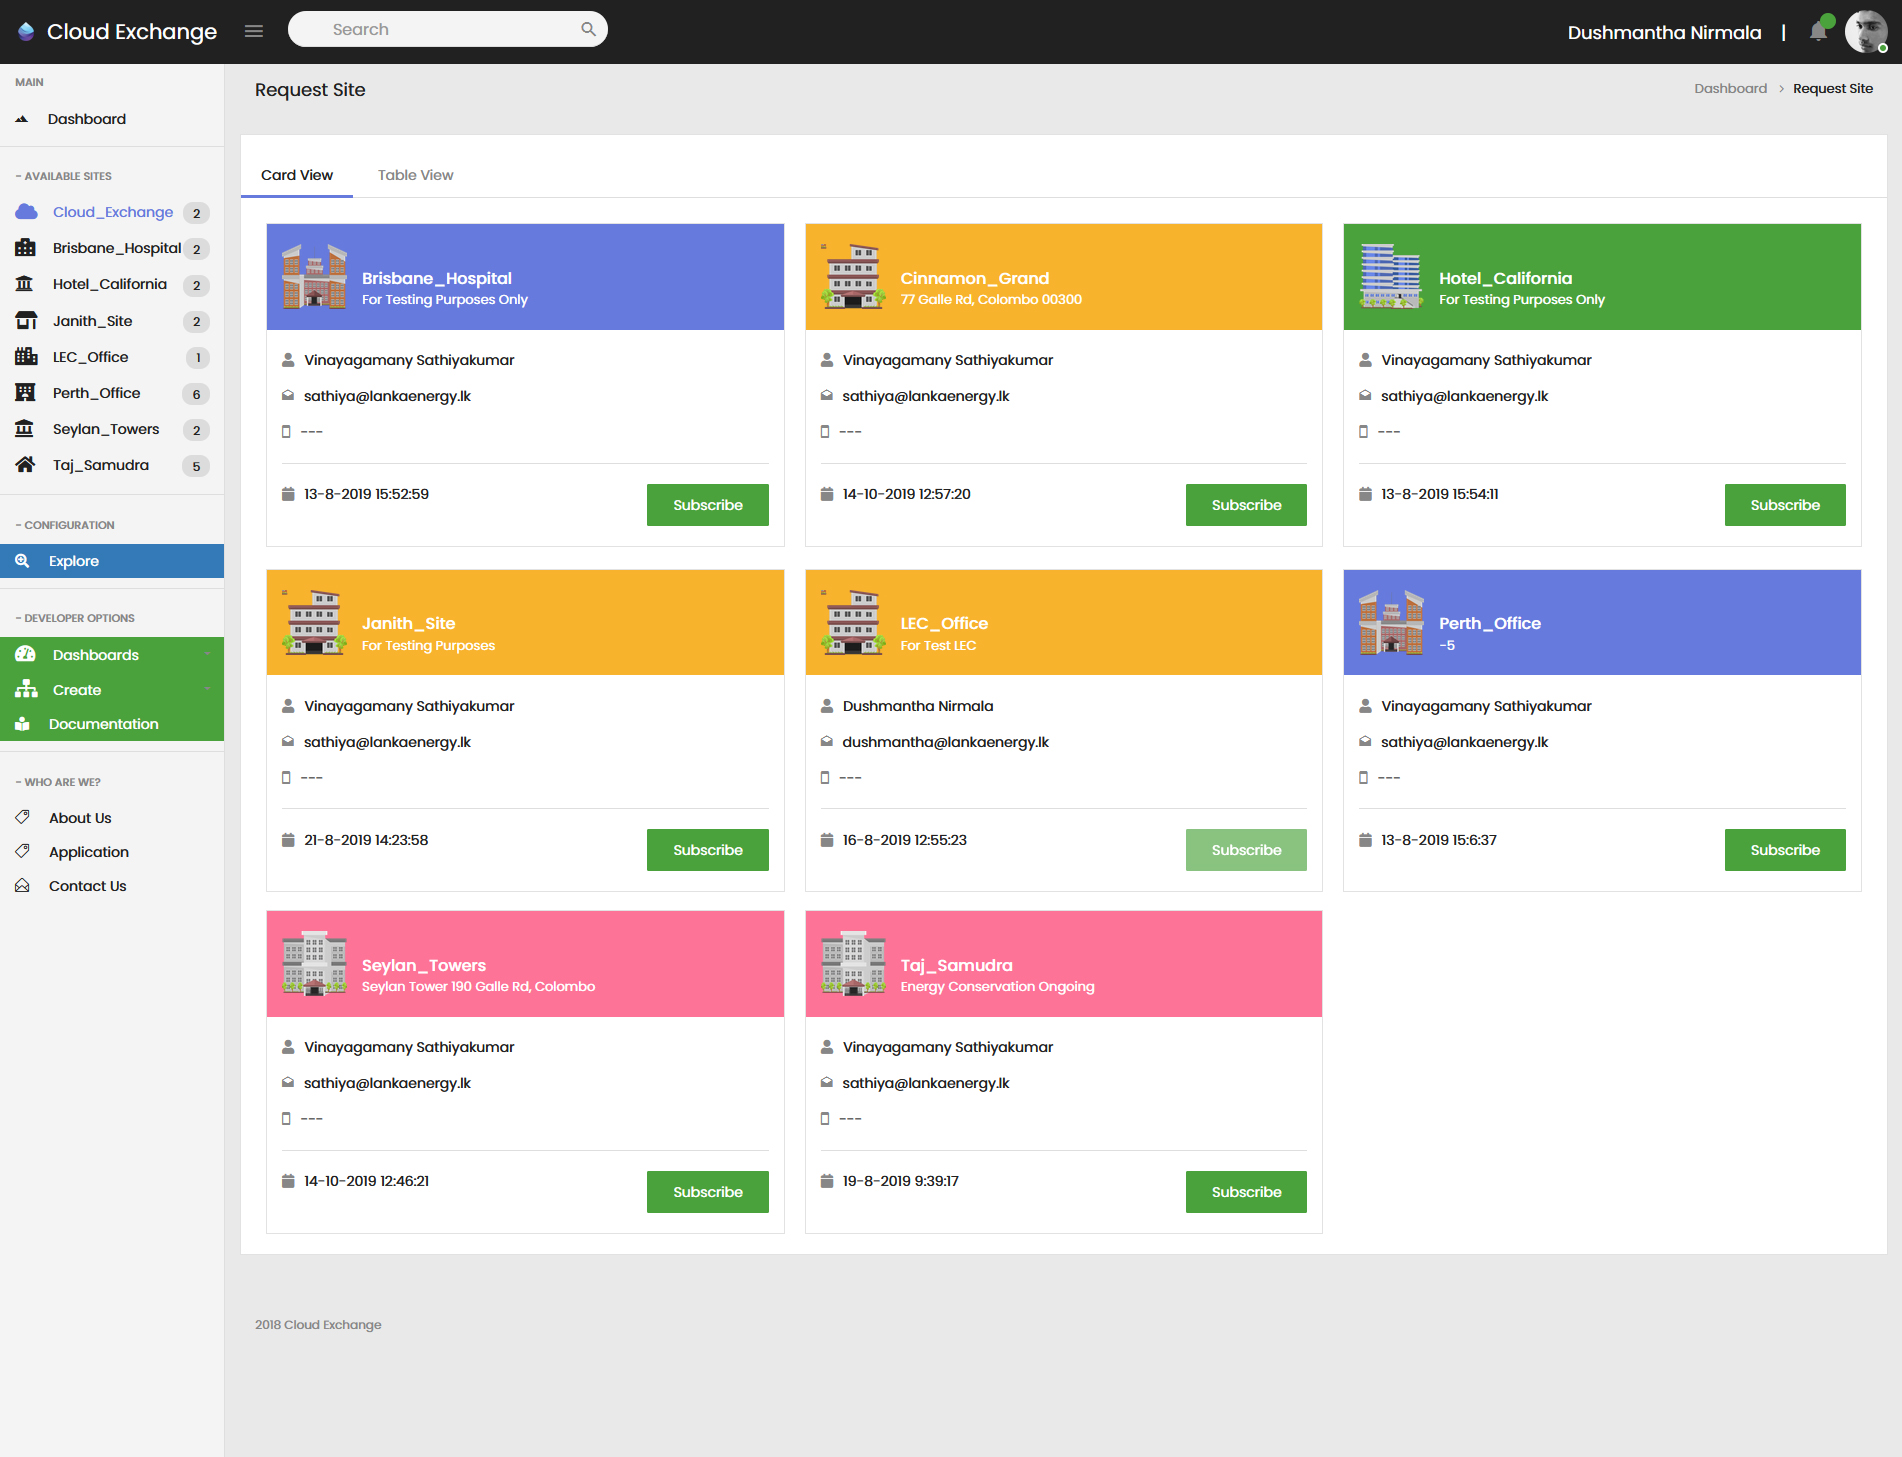 Cloud Exchange
Search
Dushmantha Nirmala |
MAIN
Dashboard
- AVAILABLE SITES
Cloud_Exchange 2
Brisbane_Hospital 2
Hotel_California 2
Janith_Site 2
LEC_Office 1
Perth_Office 6
Seylan_Towers 2
Taj_Samudra 5
- CONFIGURATION
Explore
- DEVELOPER OPTIONS
Dashboards
Create
Documentation
- WHO ARE WE?
About Us
Application
Contact Us
Request Site
Dashboard > Request Site
Card View
Table View
Brisbane_Hospital
For Testing Purposes Only
Vinayagamany Sathiyakumar
sathiya@lankaenergy.lk
---
13-8-2019 15:52:59
Subscribe
Cinnamon_Grand
77 Galle Rd, Colombo 00300
Vinayagamany Sathiyakumar
sathiya@lankaenergy.lk
---
14-10-2019 12:57:20
Subscribe
Hotel_California
For Testing Purposes Only
Vinayagamany Sathiyakumar
sathiya@lankaenergy.lk
---
13-8-2019 15:54:11
Subscribe
Janith_Site
For Testing Purposes
Vinayagamany Sathiyakumar
sathiya@lankaenergy.lk
---
21-8-2019 14:23:58
Subscribe
LEC_Office
For Test LEC
Dushmantha Nirmala
dushmantha@lankaenergy.lk
---
16-8-2019 12:55:23
Subscribe
Perth_Office
-5
Vinayagamany Sathiyakumar
sathiya@lankaenergy.lk
---
13-8-2019 15:6:37
Subscribe
Seylan_Towers
Seylan Tower 190 Galle Rd, Colombo
Vinayagamany Sathiyakumar
sathiya@lankaenergy.lk
---
14-10-2019 12:46:21
Subscribe
Taj_Samudra
Energy Conservation Ongoing
Vinayagamany Sathiyakumar
sathiya@lankaenergy.lk
---
19-8-2019 9:39:17
Subscribe
2018 Cloud Exchange